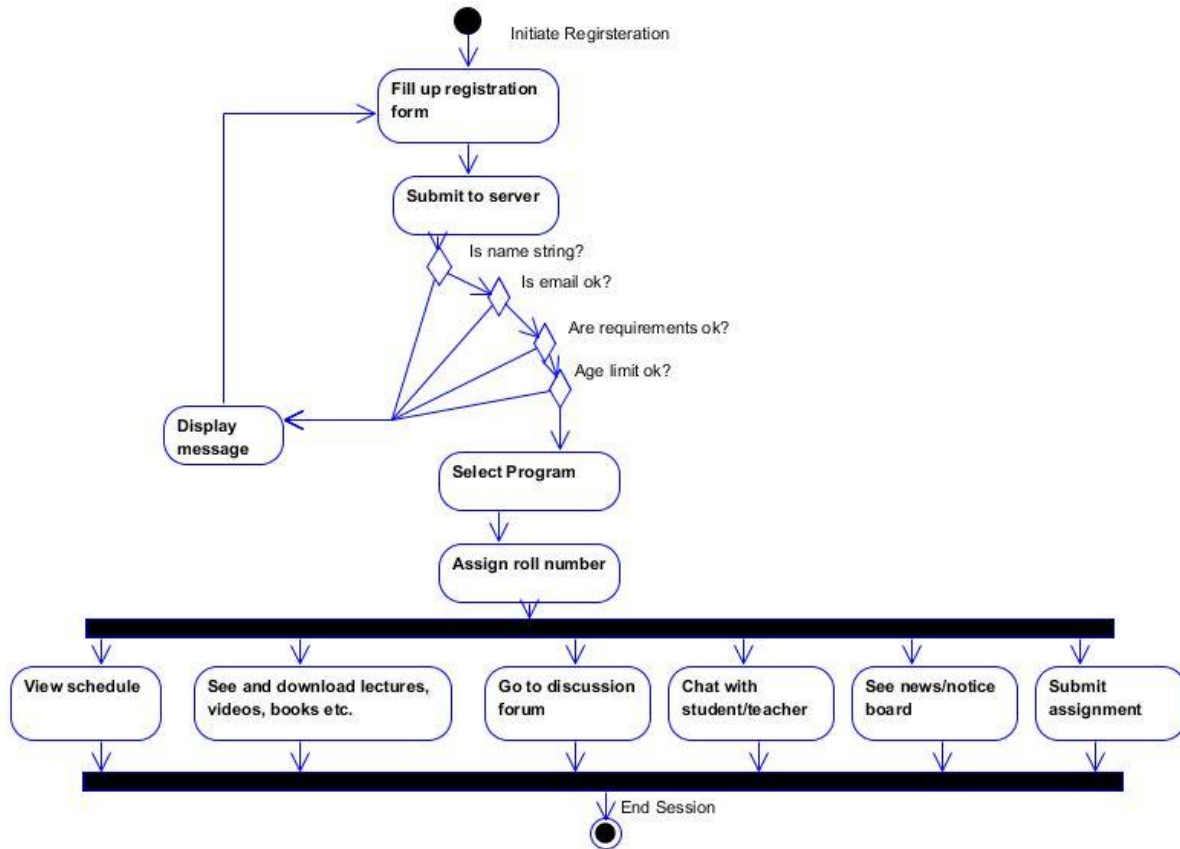 Initiate Regirsteration
Fill up registration
form
Submit to server
Is name string?
Is email ok?
Are requirements ok?
Age limit ok?
Display
message
Select Program
Assign roll number
View schedule
See and download lectures,
videos, books etc.
Go to discussion
forum
Chat with
student/teacher
See news/notice
board
Submit
assignment
End Session